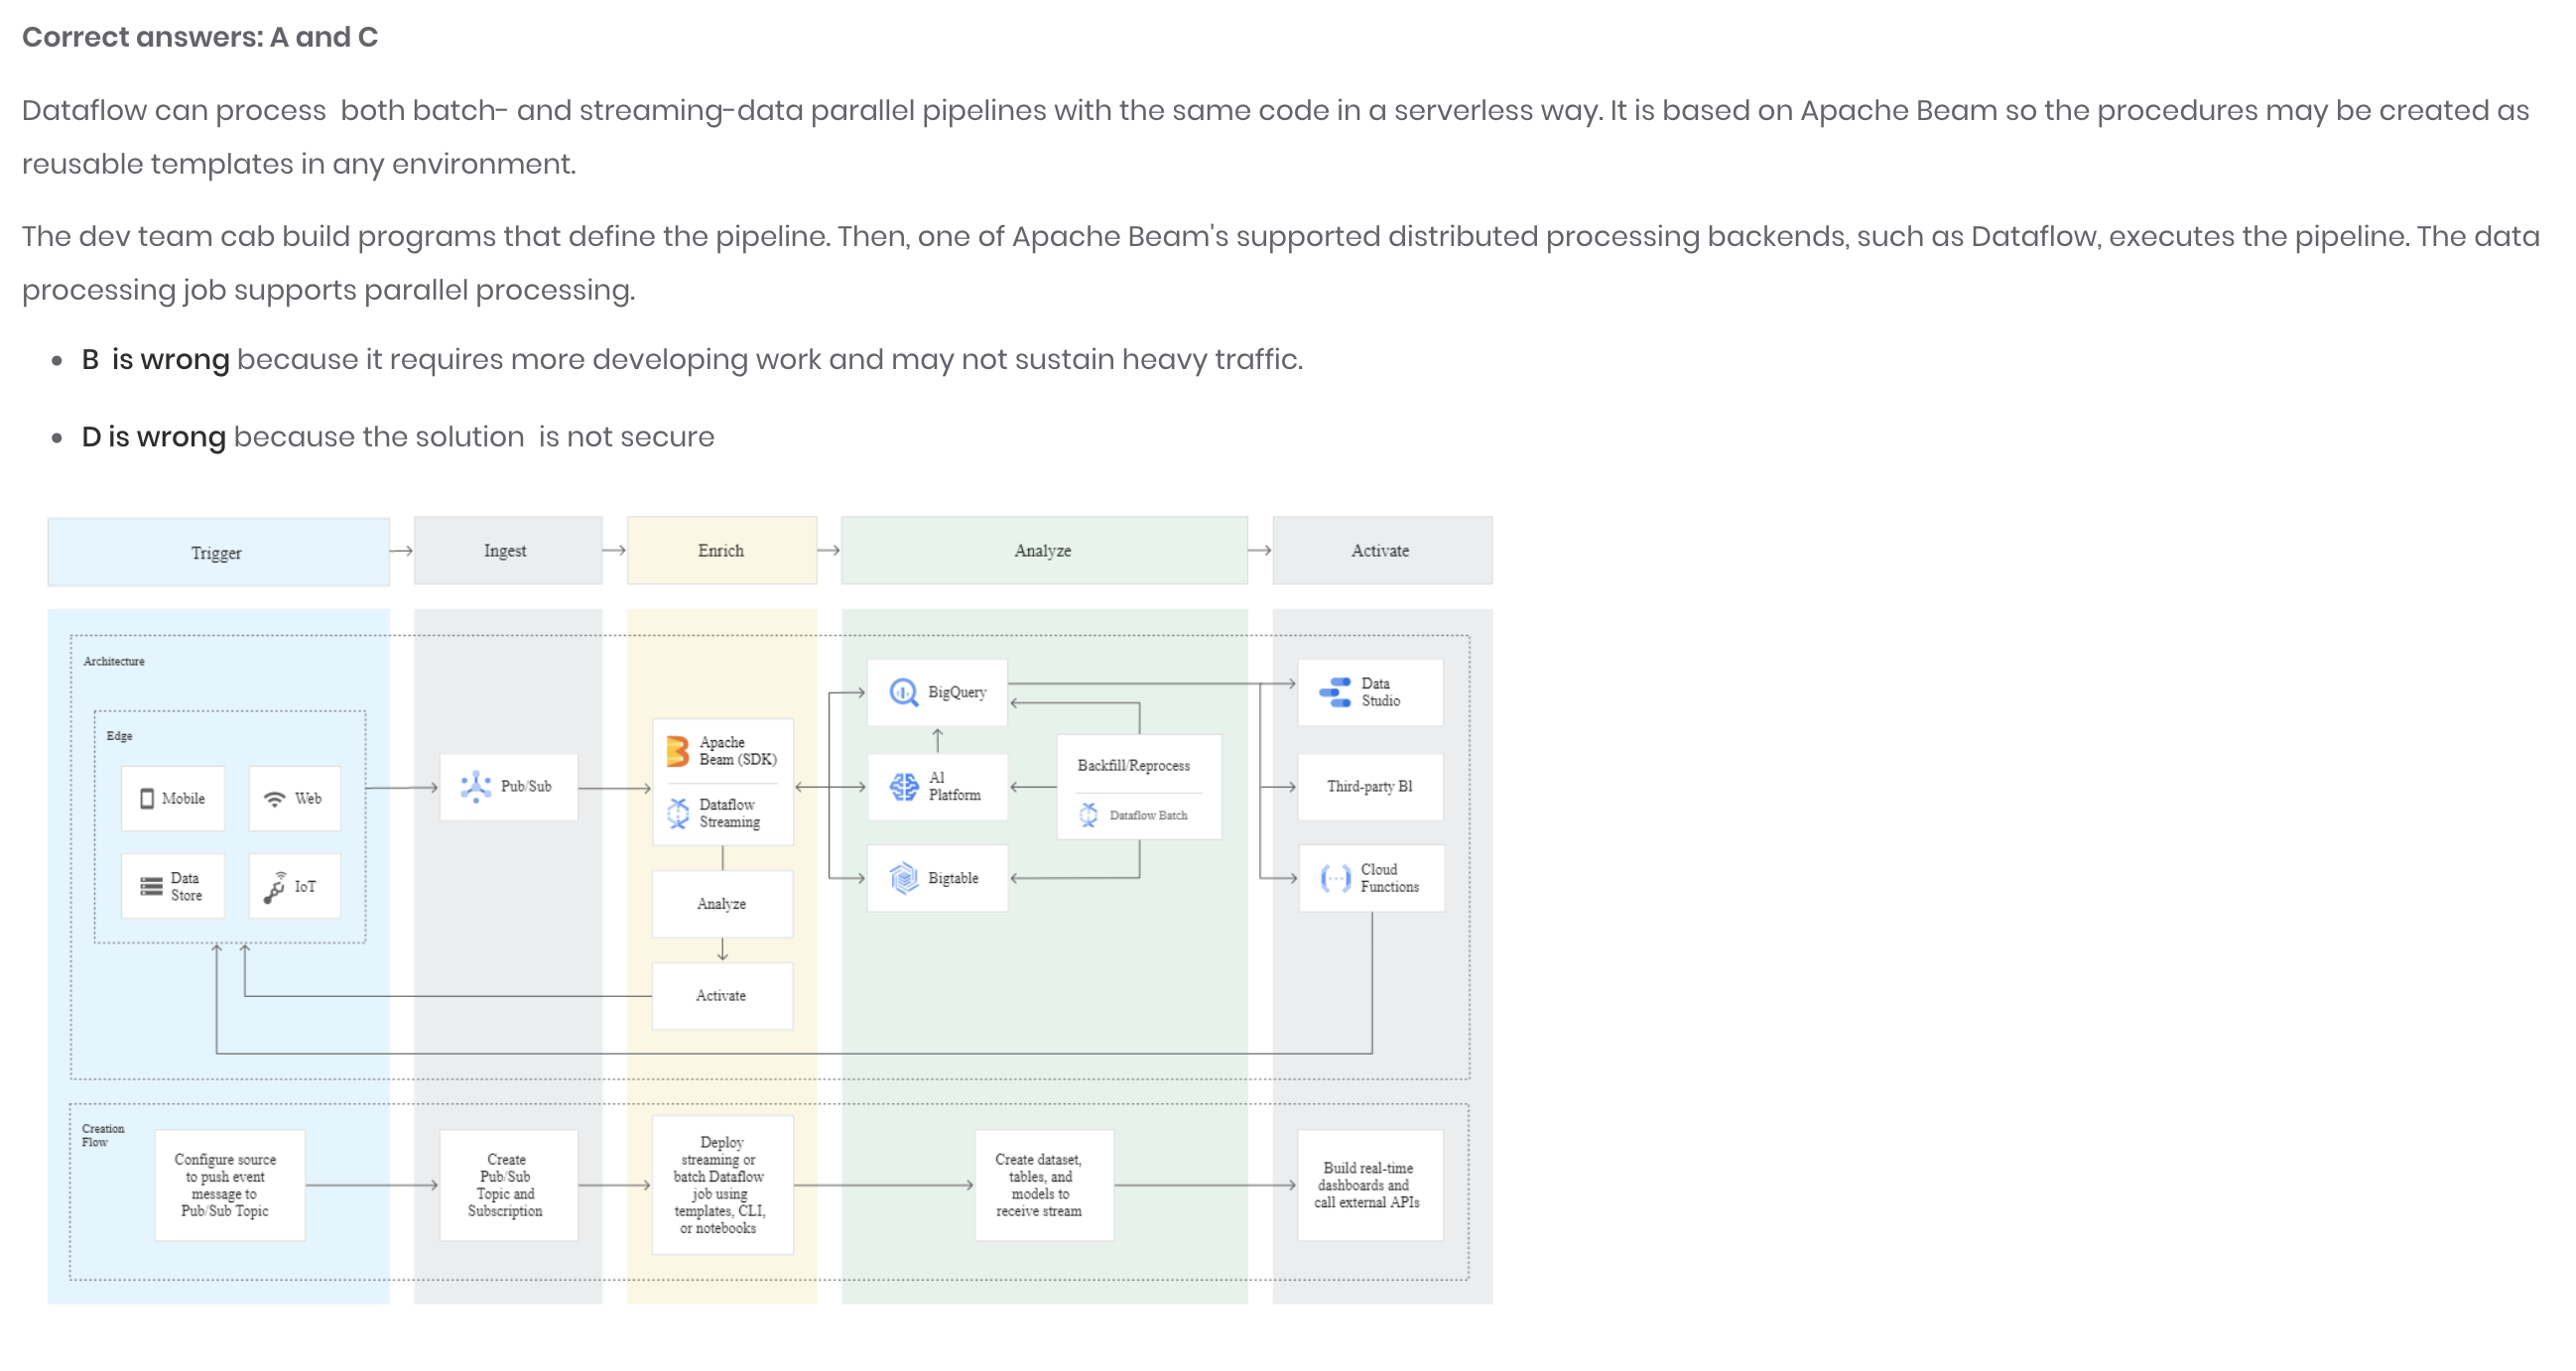 Correct answers: A and C
Dataflow can process  both batch- and streaming-data parallel pipelines with the same code in a serverless way. It is based on Apache Beam so the procedures may be created as
reusable templates in any environment.
The dev team cab build programs that define the pipeline. Then, one of Apache Beam's supported distributed processing backends, such as Dataflow, executes the pipeline. The data
processing job supports parallel processing.
• B  is wrong because it requires more developing work and may not sustain heavy traffic.
• D is wrong because the solution  is not secure
Trigger
Ingest
Enrich
Analyze
Activate
Architecture
Edge
Mobile
Web
Data
Store
IoT
Pub/Sub
Apache
Beam (SDK)
Dataflow
Streaming
Analyze
Activate
BigQuery
AI
Platform
Bigtable
Backfill/Reprocess
Dataflow Batch
Data
Studio
Third-party BI
Cloud
Functions
Creation
Flow
Configure source
to push event
message to
Pub/Sub Topic
Create
Pub/Sub
Topic and
Subscription
Deploy
streaming or
batch Dataflow
job using
templates, CLI,
or notebooks
Create dataset,
tables, and
models to
receive stream
Build real-time
dashboards and
call external APIs